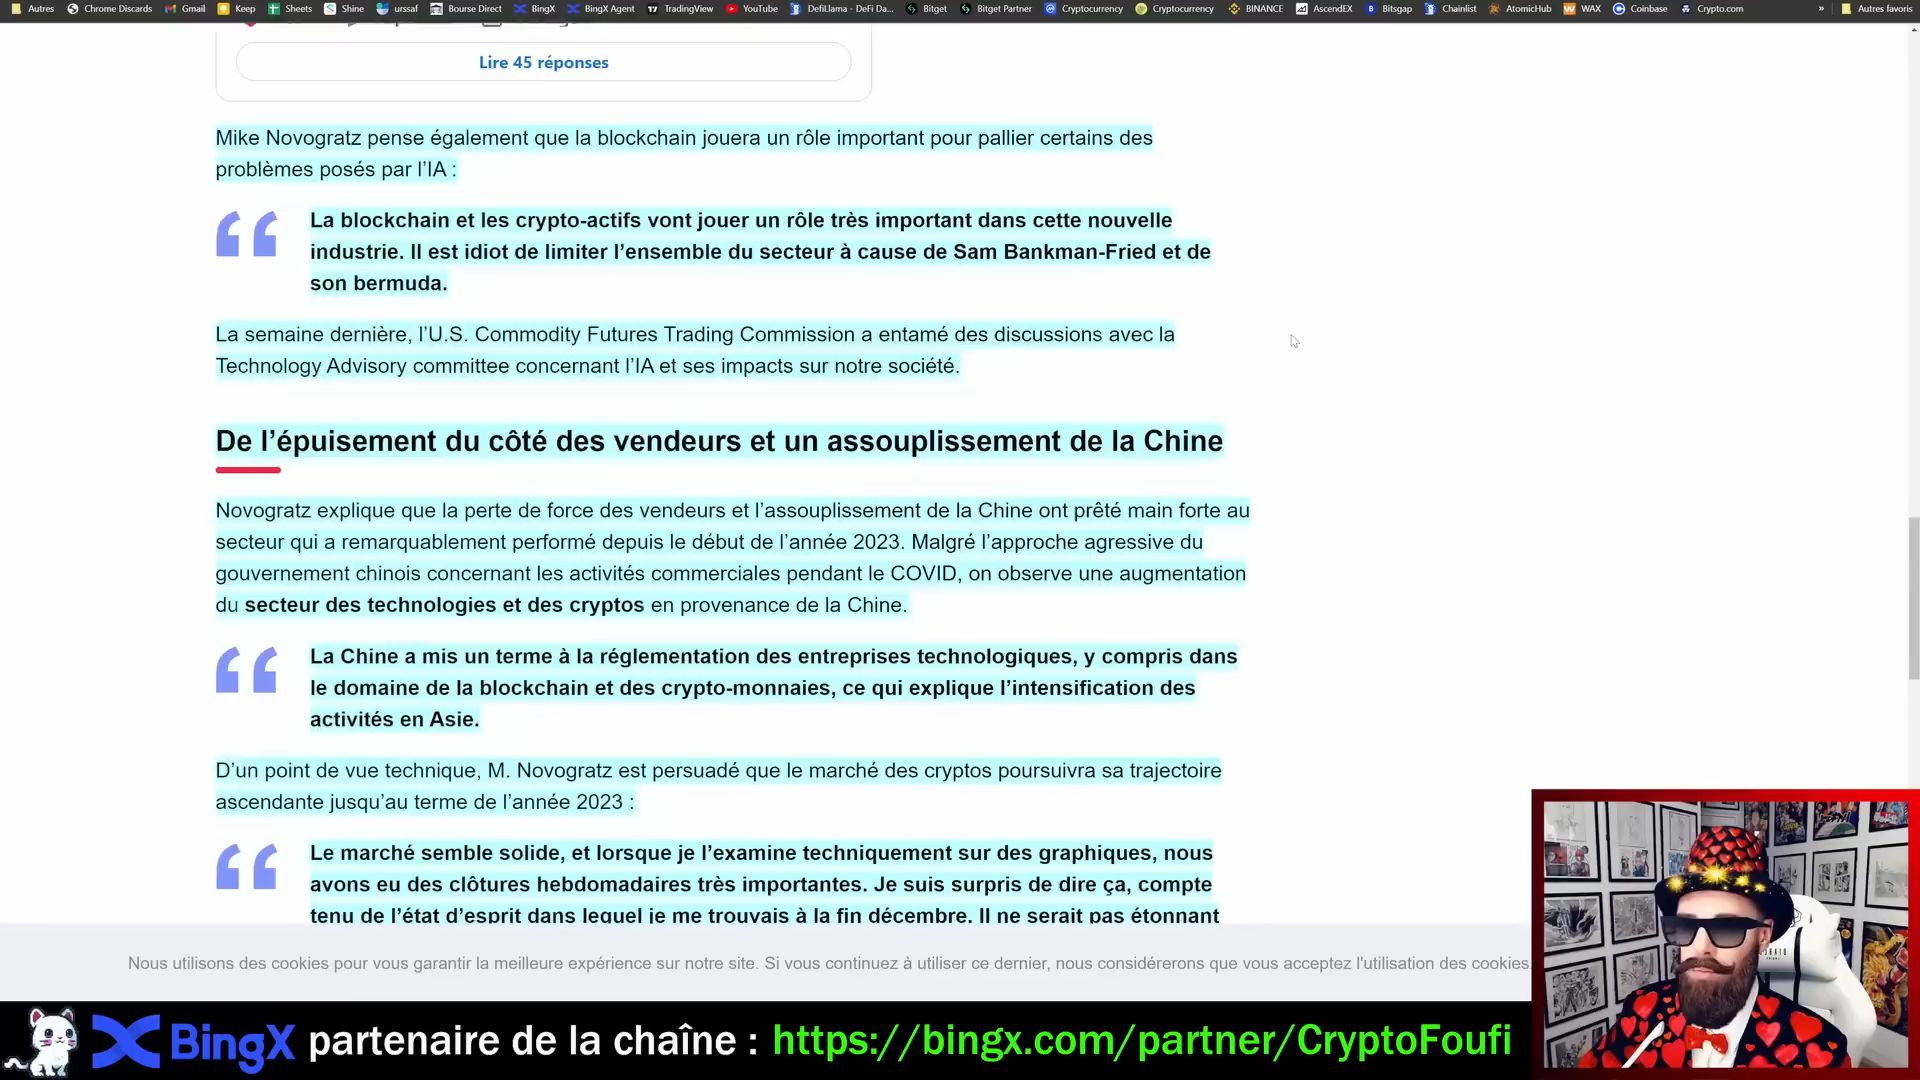 Autres Chrome Discards Gmail Keep Sheets Shine urssaf Bourse Direct BingX BingX Agent TradingView YouTube DefiLlama - DeFi Da... Bitget Bitget Partner Cryptocurrency Cryptocurrency BINANCE AscendEX Bitsgap Chainlist AtomicHub WAX Coinbase Crypto.com » Autres favoris
Lire 45 réponses
Mike Novogratz pense également que la blockchain jouera un rôle important pour pallier certains des
problèmes posés par l’IA :
La blockchain et les crypto-actifs vont jouer un rôle très important dans cette nouvelle
industrie. Il est idiot de limiter l’ensemble du secteur à cause de Sam Bankman-Fried et de
son bermuda.
La semaine dernière, l’U.S. Commodity Futures Trading Commission a entamé des discussions avec la
Technology Advisory committee concernant l’IA et ses impacts sur notre société.
De l’épuisement du côté des vendeurs et un assouplissement de la Chine
Novogratz explique que la perte de force des vendeurs et l’assouplissement de la Chine ont prêté main forte au
secteur qui a remarquablement performé depuis le début de l’année 2023. Malgré l’approche agressive du
gouvernement chinois concernant les activités commerciales pendant le COVID, on observe une augmentation
du secteur des technologies et des cryptos en provenance de la Chine.
La Chine a mis un terme à la réglementation des entreprises technologiques, y compris dans
le domaine de la blockchain et des crypto-monnaies, ce qui explique l’intensification des
activités en Asie.
D’un point de vue technique, M. Novogratz est persuadé que le marché des cryptos poursuivra sa trajectoire
ascendante jusqu’au terme de l’année 2023 :
Le marché semble solide, et lorsque je l’examine techniquement sur des graphiques, nous
avons eu des clôtures hebdomadaires très importantes. Je suis surpris de dire ça, compte
tenu de l’état d’esprit dans lequel je me trouvais à la fin décembre. Il ne serait pas étonnant
Nous utilisons des cookies pour vous garantir la meilleure expérience sur notre site. Si vous continuez à utiliser ce dernier, nous considérerons que vous acceptez l'utilisation des cookies.
BingX partenaire de la chaîne : https://bingx.com/partner/CryptoFoufi